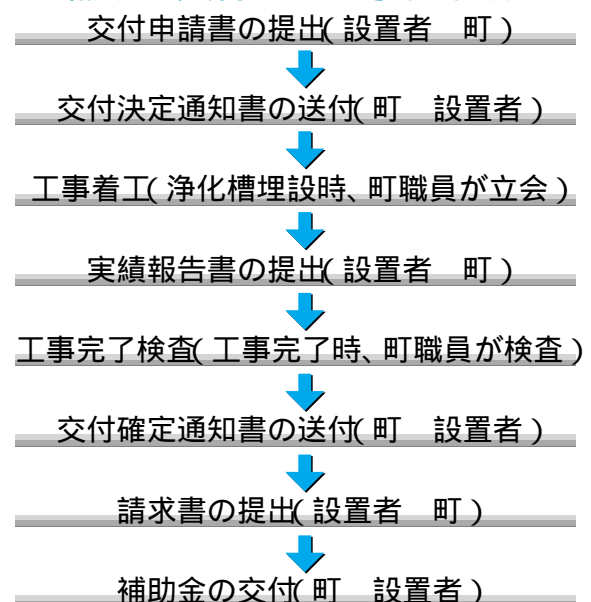 交付申請書の提出(設置者　町)
交付決定通知書の送付(町　設置者)
工事着工(浄化槽埋設時、町職員が立会)
実績報告書の提出(設置者　町)
工事完了検査(工事完了時、町職員が検査)
交付確定通知書の送付(町　設置者)
請求書の提出(設置者　町)
補助金の交付(町　設置者)